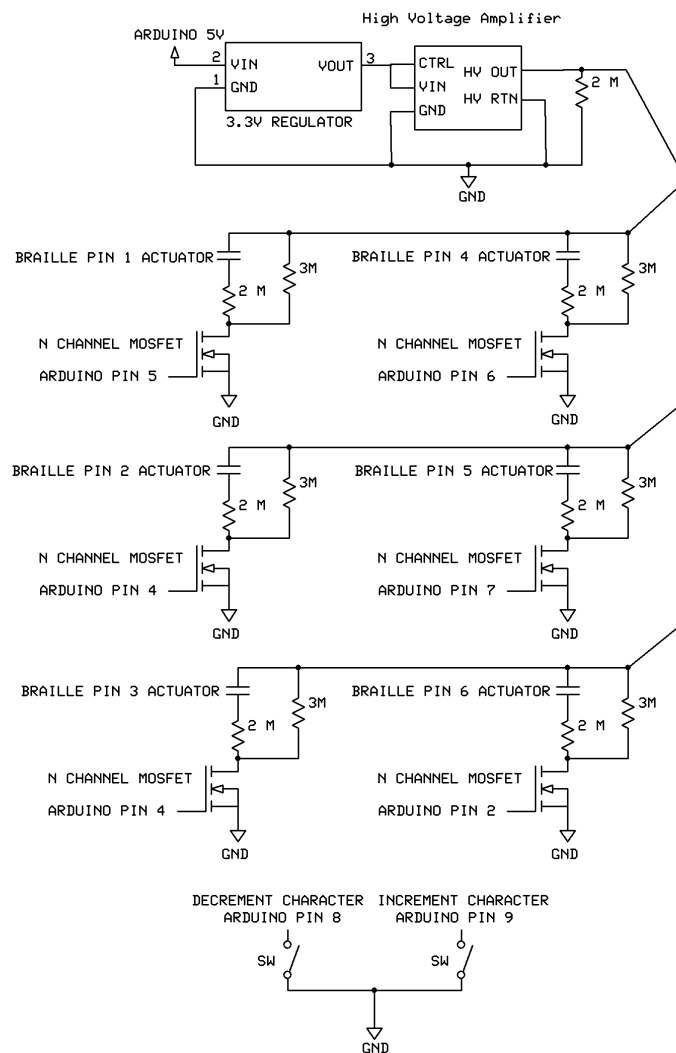 High Voltage Amplifier
ARDUINO 5V
2 VIN VOUT 3
1 GND
3.3V REGULATOR
CTRL HV OUT
VIN HV RTN
GND
2 M
GND
BRAILLE PIN 1 ACTUATOR
3M
2 M
N CHANNEL MOSFET
ARDUINO PIN 5
GND
BRAILLE PIN 4 ACTUATOR
3M
2 M
N CHANNEL MOSFET
ARDUINO PIN 6
GND
BRAILLE PIN 2 ACTUATOR
3M
2 M
N CHANNEL MOSFET
ARDUINO PIN 4
GND
BRAILLE PIN 5 ACTUATOR
3M
2 M
N CHANNEL MOSFET
ARDUINO PIN 7
GND
BRAILLE PIN 3 ACTUATOR
3M
2 M
N CHANNEL MOSFET
ARDUINO PIN 4
GND
BRAILLE PIN 6 ACTUATOR
3M
2 M
N CHANNEL MOSFET
ARDUINO PIN 2
GND
DECREMENT CHARACTER
ARDUINO PIN 8
SW
INCREMENT CHARACTER
ARDUINO PIN 9
SW
GND